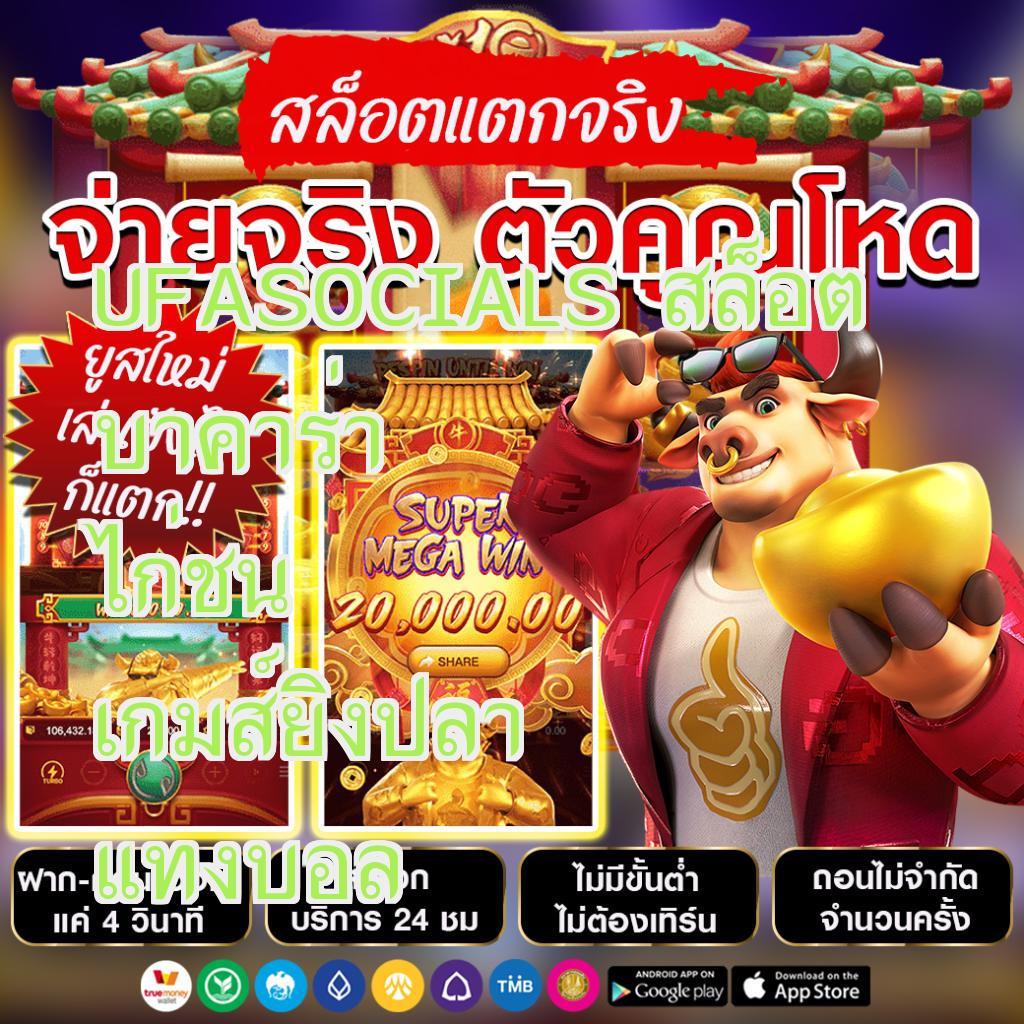 สล็อตแตกจริง
จ่ายจริง ตัวคูณโหด
UFASOCIALS สล็อต
บาคาร่า
ไก่ชน
เกมส์ยิงปลา
แทงบอล
ยูสใหม่
ก็แตก!!
SUPER
MEGA WIN
20,000.00
SHARE
TURBO
0.00
แค่ 4 วินาที
บริการ 24 ชม
ไม่มีขั้นต่ำ
ไม่ต้องเทิร์น
ถอนไม่จำกัด
จำนวนครั้ง
truemoney
wallet
TMB
ANDROID APP ON
Google play
Download on the
App Store